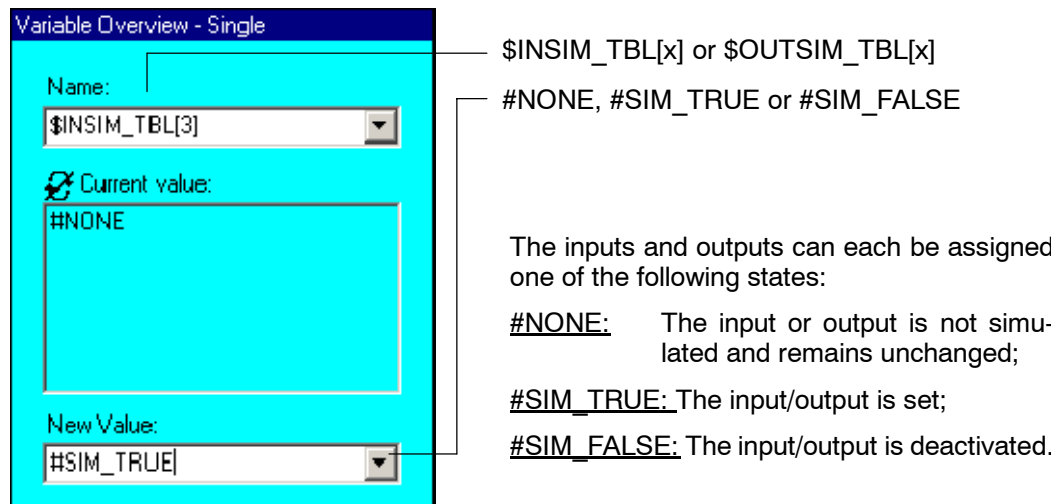 Variable Overview - Single
Name:
$INSIM_TBL[3]
Current value:
#NONE
New Value:
#SIM_TRUE
$INSIM_TBL[x] or $OUTSIM_TBL[x]
#NONE, #SIM_TRUE or #SIM_FALSE
The inputs and outputs can each be assigned
one of the following states:
#NONE: The input or output is not simu-
lated and remains unchanged;
#SIM_TRUE: The input/output is set;
#SIM_FALSE: The input/output is deactivated.